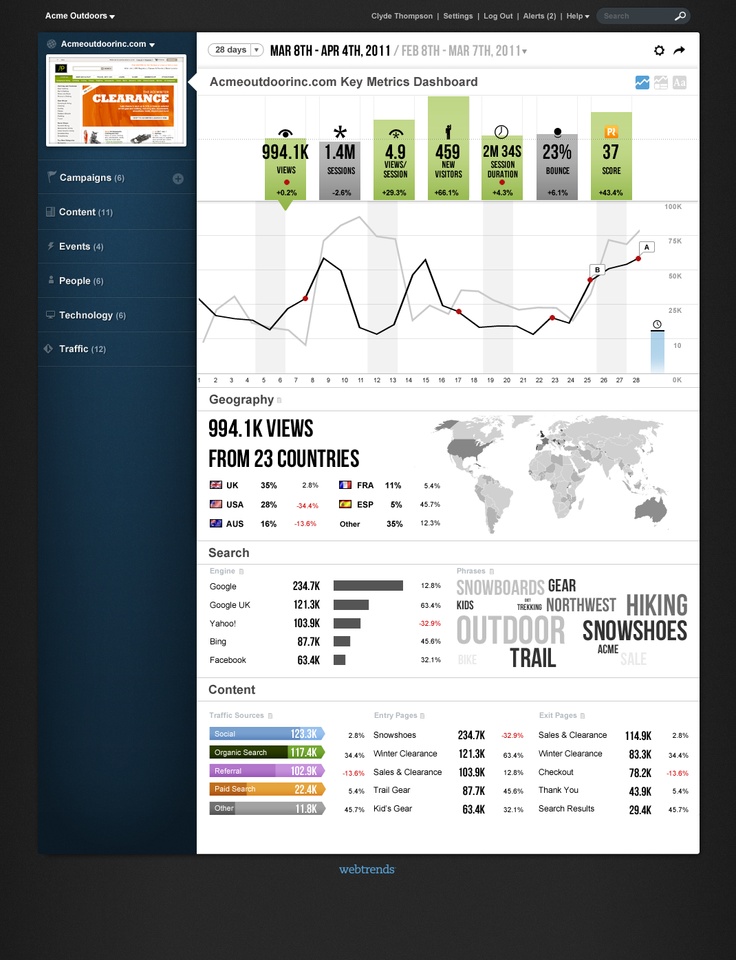 Acme Outdoors
Clyde Thompson | Settings | Log Out | Alerts (2) | Help
Search
Acmeoutdoorinc.com
CLEARANCE
Campaigns (6)
Content (11)
Events (4)
People (6)
Technology (6)
Traffic (12)
28 days
MAR 8TH - APR 4TH, 2011 / FEB 8TH - MAR 7TH, 2011
Acmeoutdoorinc.com Key Metrics Dashboard
Aa
994.1K
VIEWS
+0.2%
1.4M
SESSIONS
-2.6%
4.9
VIEWS/
SESSION
+29.3%
459
NEW
VISITORS
+66.1%
2M 34S
SESSION
DURATION
+4.3%
23%
BOUNCE
+6.1%
Pt
37
SCORE
+43.4%
100K
75K
50K
25K
10
0K
A
B
1 2 3 4 5 6 7 8 9 10 11 12 13 14 15 16 17 18 19 20 21 22 23 24 25 26 27 28
Geography
994.1K VIEWS
FROM 23 COUNTRIES
UK 35% 2.8%
USA 28% -34.4%
AUS 16% -13.6%
FRA 11% 5.4%
ESP 5% 45.7%
Other 35% 12.3%
Search
Engine
Google 234.7K 12.8%
Google UK 121.3K 63.4%
Yahoo! 103.9K -32.9%
Bing 87.7K 45.6%
Facebook 63.4K 32.1%
Phrases
SNOWBOARDS GEAR
KIDS TREKKING NORTHWEST HIKING
OUTDOOR SNOWSHOES
BIKE TRAIL ACME SALE
Content
Traffic Sources
Social 123.3K 2.8%
Organic Search 117.4K 34.4%
Referral 102.9K -13.6%
Paid Search 22.4K 5.4%
Other 11.8K 45.7%
Entry Pages
Snowshoes 234.7K -32.9%
Winter Clearance 121.3K 63.4%
Sales & Clearance 103.9K 12.8%
Trail Gear 87.7K 45.6%
Kid's Gear 63.4K 32.1%
Exit Pages
Sales & Clearance 114.9K 2.8%
Winter Clearance 83.3K 34.4%
Checkout 78.2K -13.6%
Thank You 43.9K 5.4%
Search Results 29.4K 45.7%
webtrends